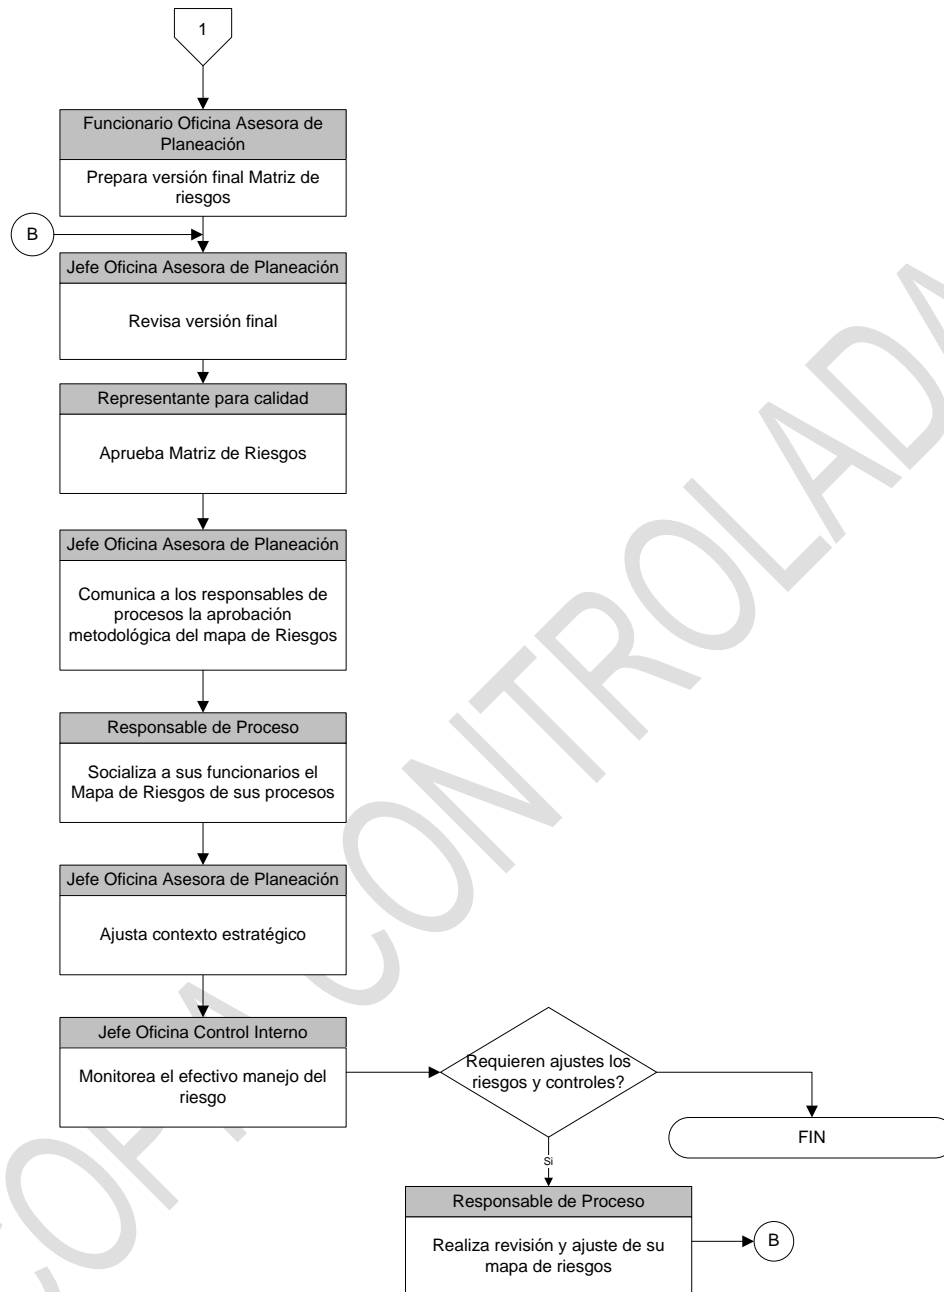 1
Funcionario Oficina Asesora de
Planeación
Prepara versión final Matriz de
riesgos
B
Jefe Oficina Asesora de Planeación
Revisa versión final
Representante para calidad
Aprueba Matriz de Riesgos
Jefe Oficina Asesora de Planeación
Comunica a los responsables de
procesos la aprobación
metodológica del mapa de Riesgos
Responsable de Proceso
Socializa a sus funcionarios el
Mapa de Riesgos de sus procesos
Jefe Oficina Asesora de Planeación
Ajusta contexto estratégico
Jefe Oficina Control Interno
Monitorea el efectivo manejo del
riesgo
Requieren ajustes los
riesgos y controles?
FIN
Si
Responsable de Proceso
Realiza revisión y ajuste de su
mapa de riesgos
B
COPIA CONTROLADA